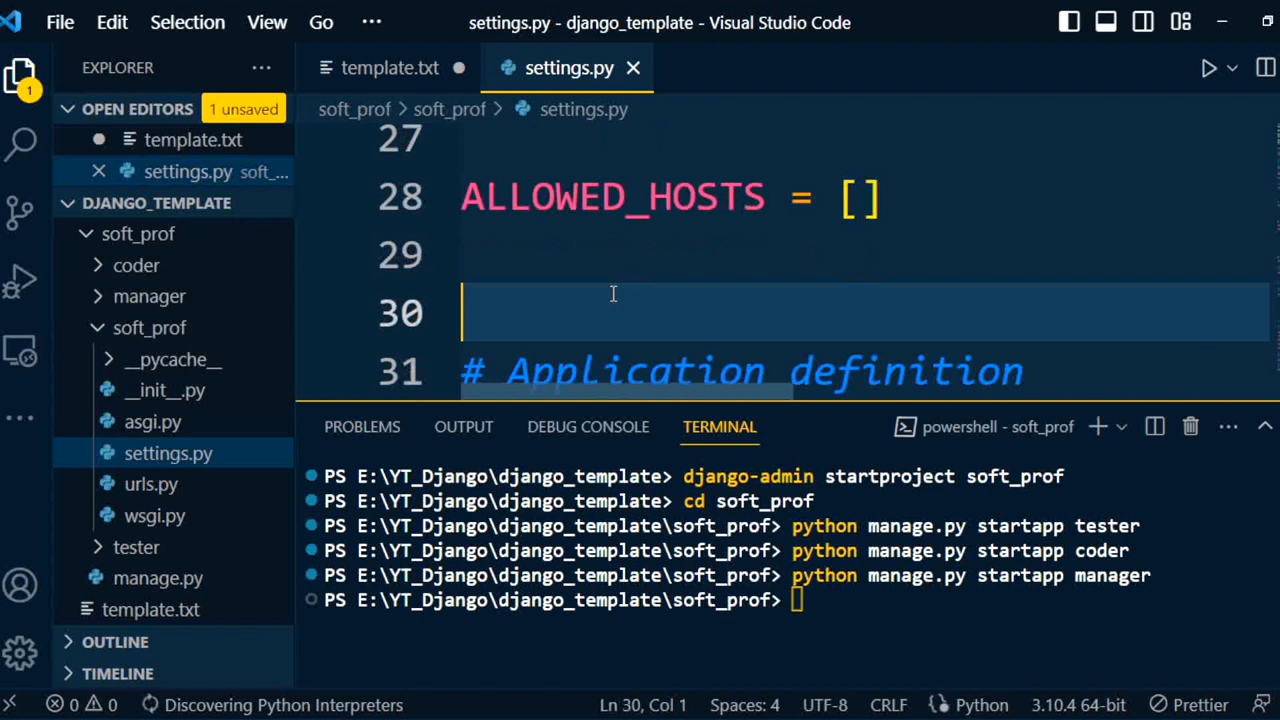 File Edit Selection View Go ··· settings.py - django_template - Visual Studio Code
EXPLORER ···
1
OPEN EDITORS 1 unsaved
template.txt
settings.py soft_...
DJANGO_TEMPLATE
soft_prof
coder
manager
soft_prof
__pycache__
__init__.py
asgi.py
settings.py
urls.py
wsgi.py
tester
manage.py
template.txt
OUTLINE
TIMELINE
template.txt settings.py
soft_prof > soft_prof > settings.py
27
28 ALLOWED_HOSTS = []
29
30
31 # Application definition
PROBLEMS OUTPUT DEBUG CONSOLE TERMINAL powershell - soft_prof
PS E:\YT_Django\django_template> django-admin startproject soft_prof
PS E:\YT_Django\django_template> cd soft_prof
PS E:\YT_Django\django_template\soft_prof> python manage.py startapp tester
PS E:\YT_Django\django_template\soft_prof> python manage.py startapp coder
PS E:\YT_Django\django_template\soft_prof> python manage.py startapp manager
PS E:\YT_Django\django_template\soft_prof>
0 0 Discovering Python Interpreters Ln 30, Col 1 Spaces: 4 UTF-8 CRLF Python 3.10.4 64-bit Prettier